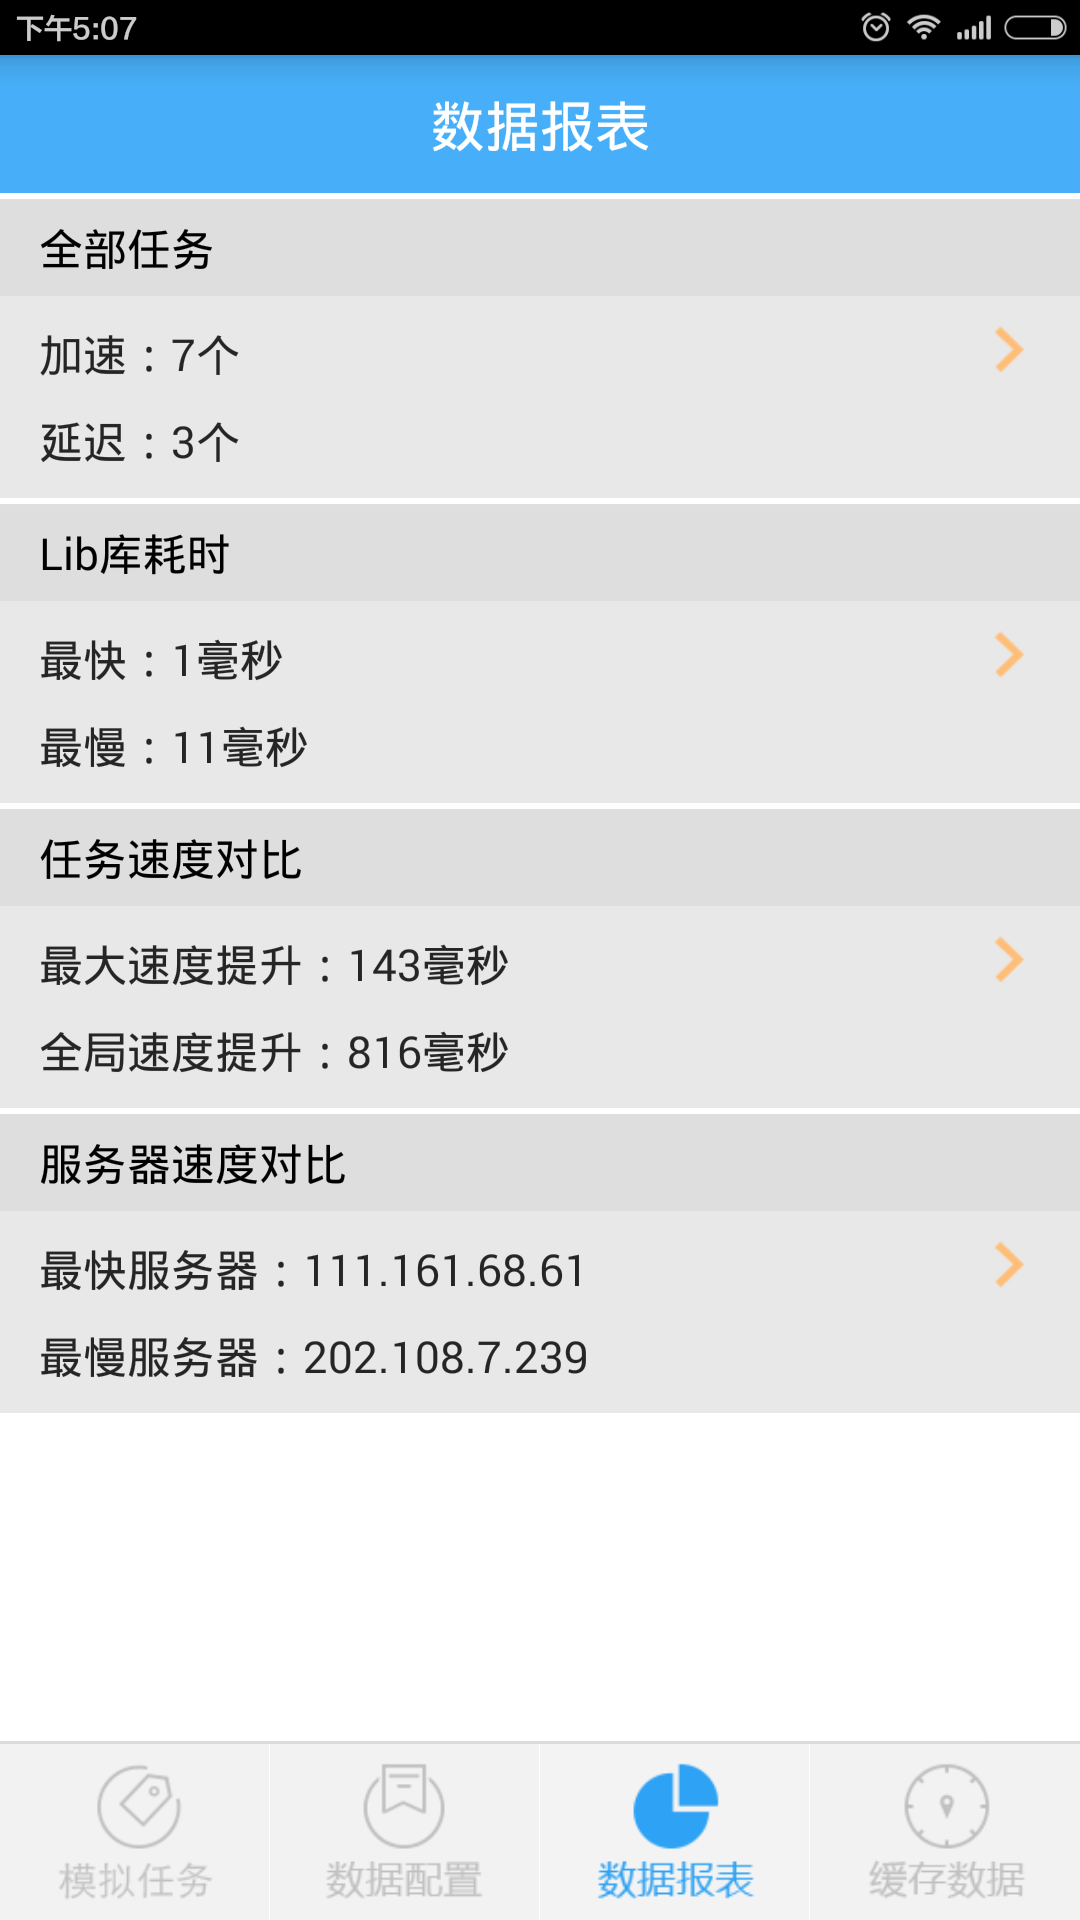 下午5:07
数据报表
全部任务
加速：7个
延迟：3个
Lib库耗时
最快：1毫秒
最慢：11毫秒
任务速度对比
最大速度提升：143毫秒
全局速度提升：816毫秒
服务器速度对比
最快服务器：111.161.68.61
最慢服务器：202.108.7.239
模拟任务
数据配置
数据报表
缓存数据